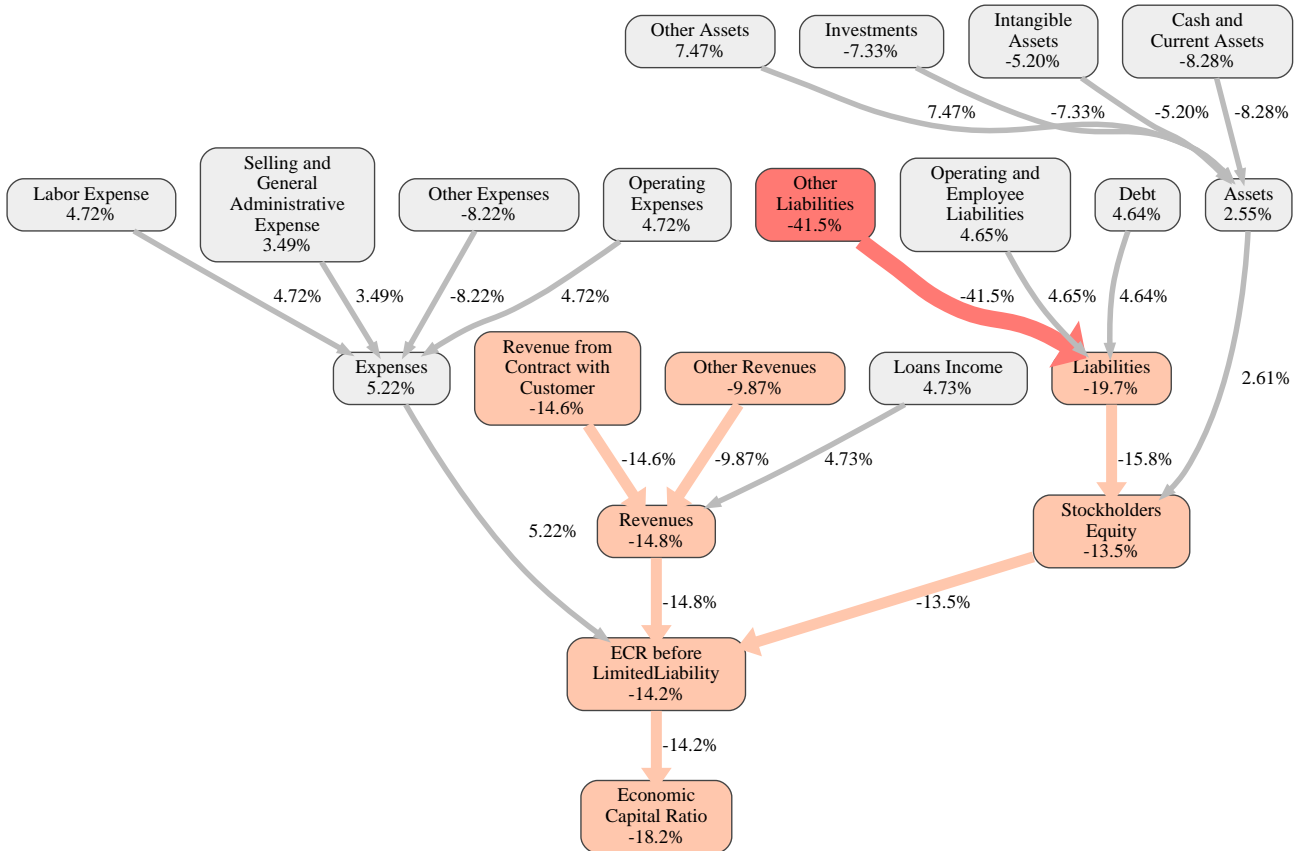 Other Assets
7.47%
Investments
-7.33%
Intangible
Assets
-5.20%
Cash and
Current Assets
-8.28%
7.47%
-7.33%
-5.20%
-8.28%
Labor Expense
4.72%
Selling and
General
Administrative
Expense
3.49%
Other Expenses
-8.22%
Operating
Expenses
4.72%
Other
Liabilities
-41.5%
Operating and
Employee
Liabilities
4.65%
Debt
4.64%
Assets
2.55%
4.72%
3.49%
-8.22%
4.72%
-41.5%
4.65%
4.64%
Expenses
5.22%
Revenue from
Contract with
Customer
-14.6%
Other Revenues
-9.87%
Loans Income
4.73%
Liabilities
-19.7%
2.61%
-14.6%
-9.87%
4.73%
-15.8%
5.22%
Revenues
-14.8%
Stockholders
Equity
-13.5%
-14.8%
-13.5%
ECR before
LimitedLiability
-14.2%
-14.2%
Economic
Capital Ratio
-18.2%